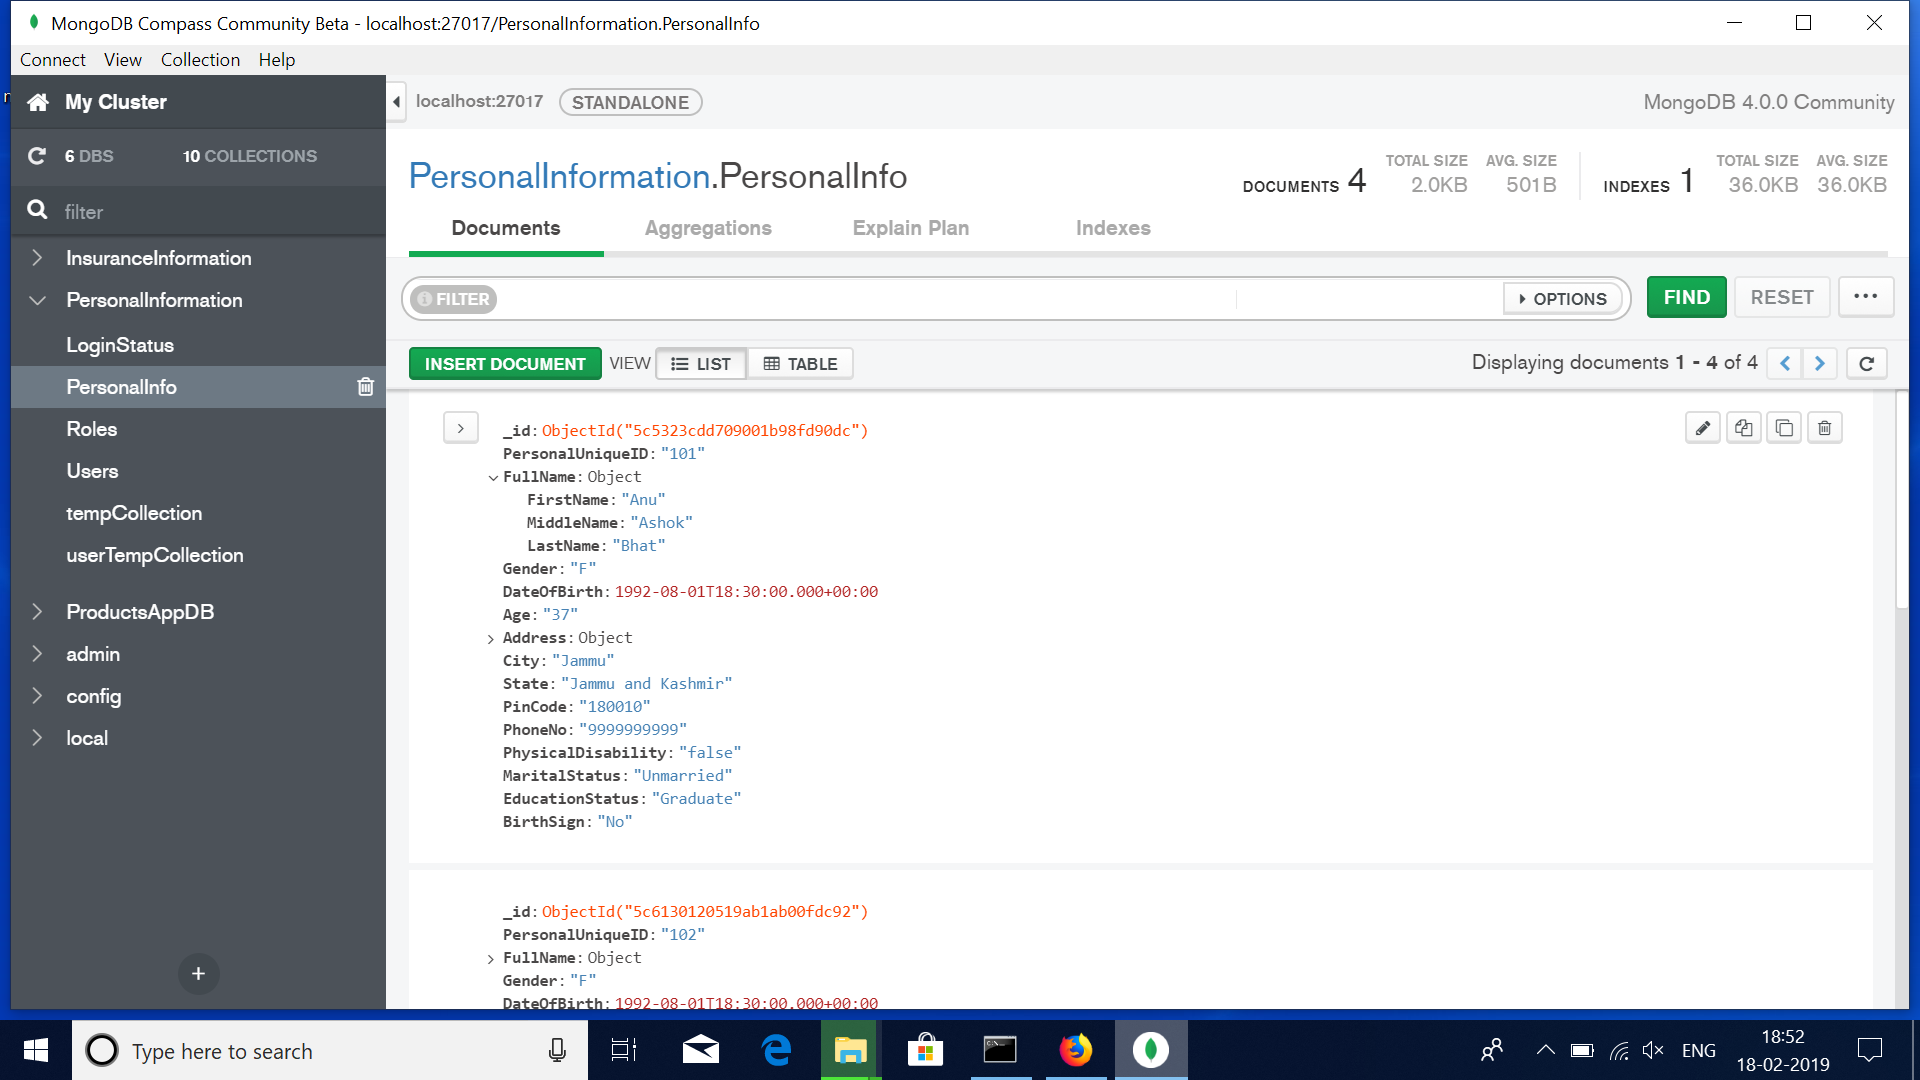 MongoDB Compass Community Beta - localhost:27017/PersonalInformation.PersonalInfo
Connect View Collection Help
My Cluster
localhost:27017 STANDALONE
MongoDB 4.0.0 Community
6 DBS 10 COLLECTIONS
filter
PersonalInformation.PersonalInfo
DOCUMENTS 4 TOTAL SIZE 2.0KB AVG. SIZE 501B INDEXES 1 TOTAL SIZE 36.0KB AVG. SIZE 36.0KB
Documents Aggregations Explain Plan Indexes
FILTER OPTIONS FIND RESET ...
INSERT DOCUMENT VIEW LIST TABLE Displaying documents 1 - 4 of 4
InsuranceInformation
PersonalInformation
LoginStatus
PersonalInfo
Roles
Users
tempCollection
userTempCollection
ProductsAppDB
admin
config
local
+
_id: ObjectId("5c5323cdd709001b98fd90dc")
PersonalUniqueID: "101"
FullName: Object
FirstName: "Anu"
MiddleName: "Ashok"
LastName: "Bhat"
Gender: "F"
DateOfBirth: 1992-08-01T18:30:00.000+00:00
Age: "37"
Address: Object
City: "Jammu"
State: "Jammu and Kashmir"
PinCode: "180010"
PhoneNo: "9999999999"
PhysicalDisability: "false"
MaritalStatus: "Unmarried"
EducationStatus: "Graduate"
BirthSign: "No"
_id: ObjectId("5c6130120519ab1ab00fdc92")
PersonalUniqueID: "102"
FullName: Object
Gender: "F"
DateOfBirth: 1992-08-01T18:30:00.000+00:00
Type here to search
ENG
18:52
18-02-2019